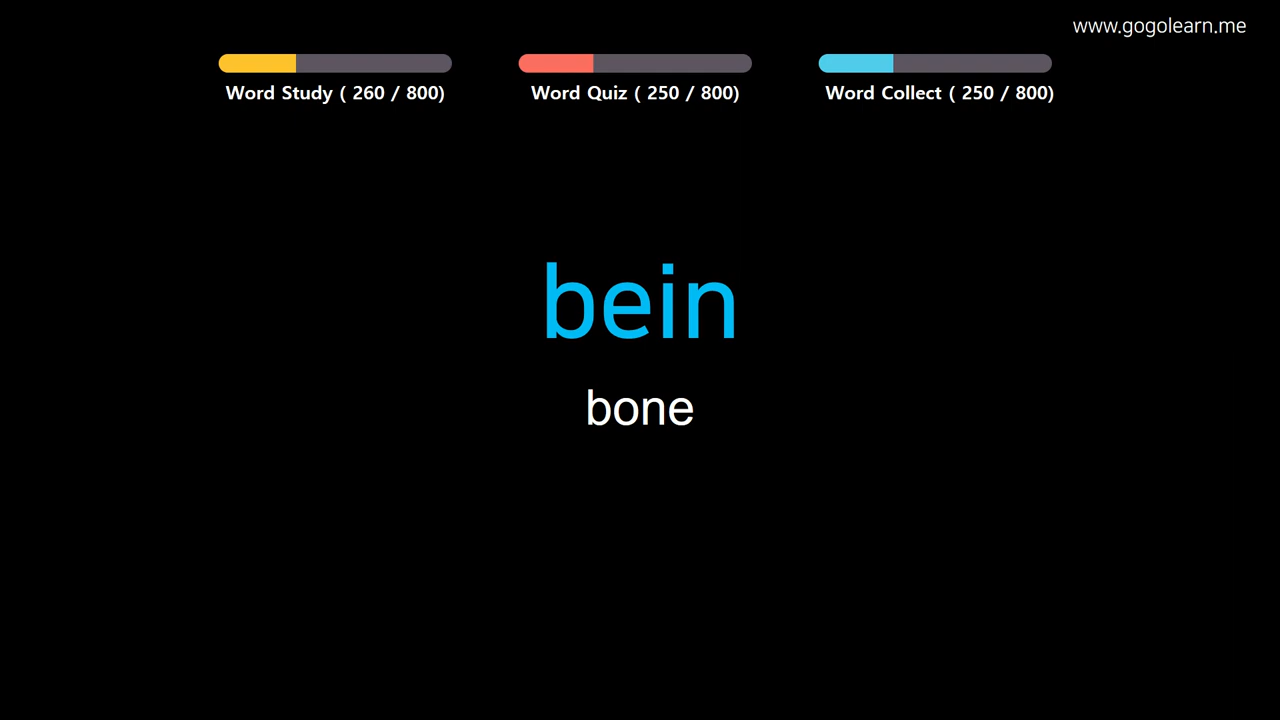 www.gogolearn.me
Word Study ( 260 / 800)
Word Quiz ( 250 / 800)
Word Collect ( 250 / 800)
bein
bone